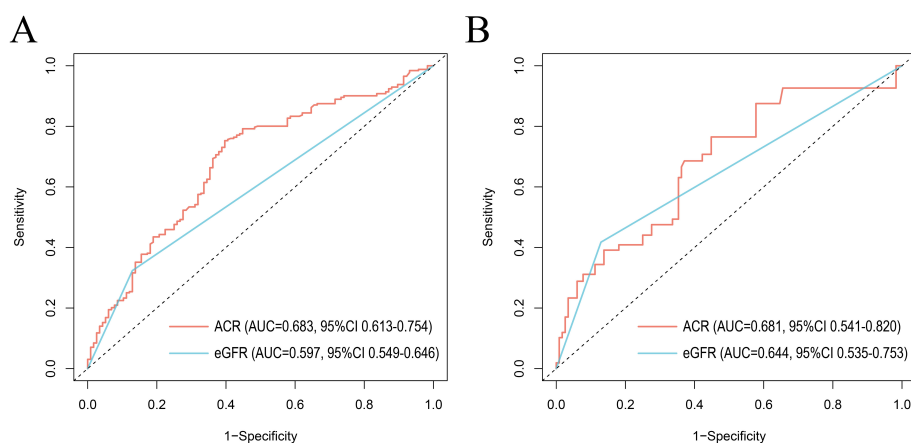 A
1.0
0.8
0.6
0.4
0.2
0.0
Sensitivity
ACR (AUC=0.683, 95%CI 0.613-0.754)
eGFR (AUC=0.597, 95%CI 0.549-0.646)
0.0 0.2 0.4 0.6 0.8 1.0
1−Specificity
B
1.0
0.8
0.6
0.4
0.2
0.0
Sensitivity
ACR (AUC=0.681, 95%CI 0.541-0.820)
eGFR (AUC=0.644, 95%CI 0.535-0.753)
0.0 0.2 0.4 0.6 0.8 1.0
1−Specificity